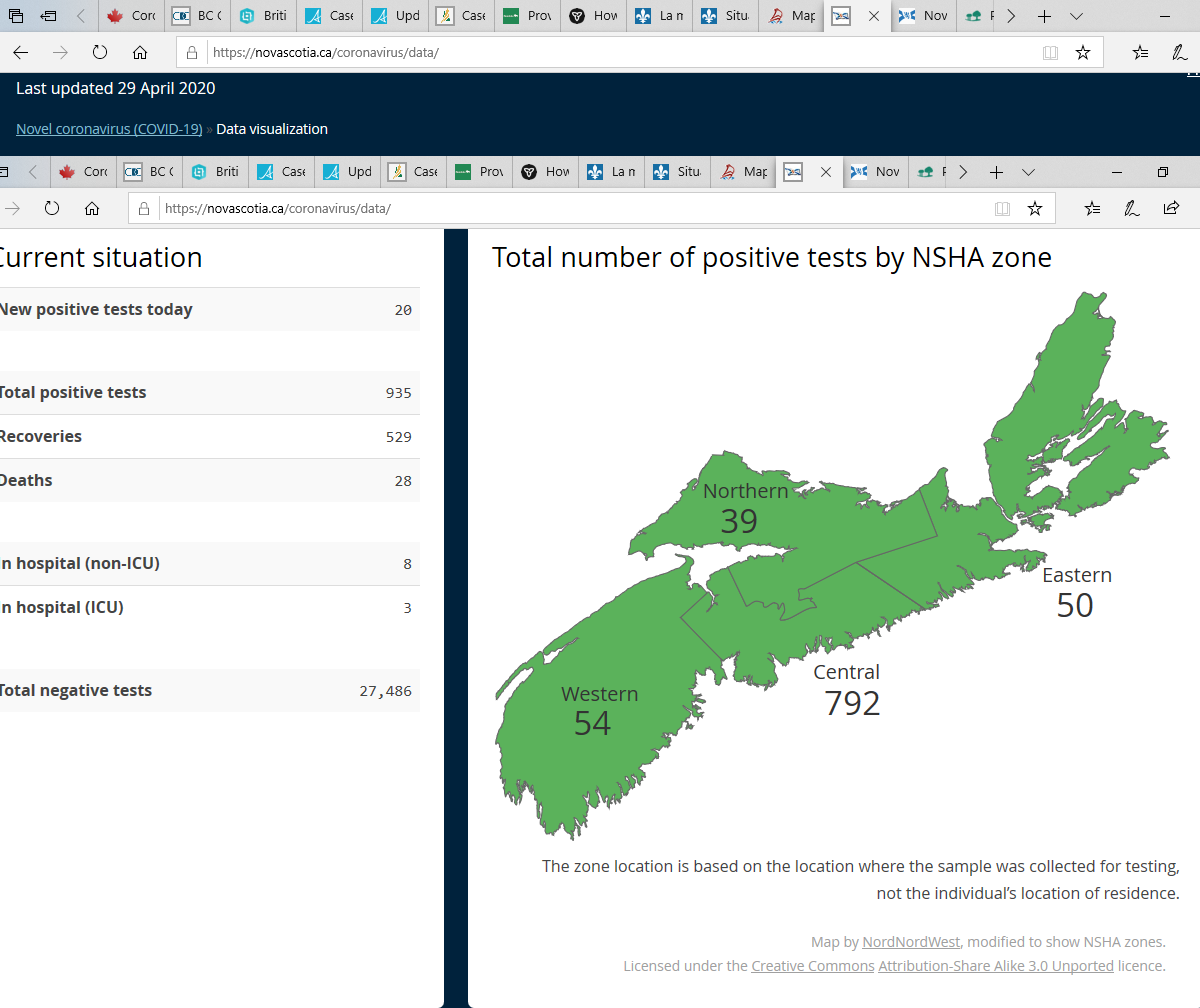 Corc
BC C
Briti
Case
Upd
Case
Prov
How
La n
Situ
Map
Nov
https://novascotia.ca/coronavirus/data/
Last updated 29 April 2020
Novel coronavirus (COVID-19) » Data visualization
Corc
BC C
Briti
Case
Upd
Case
Prov
How
La n
Situ
Map
Nov
https://novascotia.ca/coronavirus/data/
Current situation
New positive tests today 20
Total positive tests 935
Recoveries 529
Deaths 28
In hospital (non-ICU) 8
In hospital (ICU) 3
Total negative tests 27,486
Total number of positive tests by NSHA zone
Northern
39
Eastern
50
Central
792
Western
54
The zone location is based on the location where the sample was collected for testing,
not the individual's location of residence.
Map by NordNordWest, modified to show NSHA zones.
Licensed under the Creative Commons Attribution-Share Alike 3.0 Unported licence.